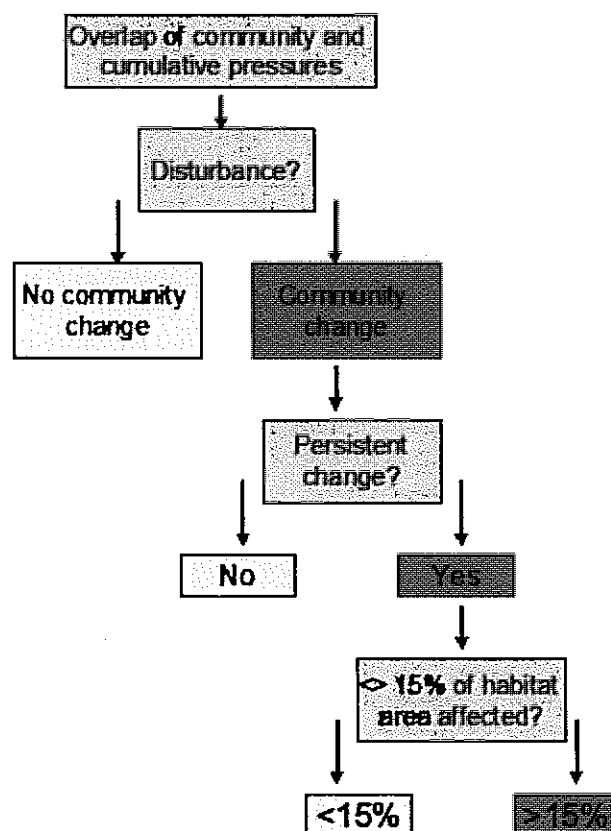 Overlap of community and
cumulative pressures
Disturbance?
No community
change
Community
change
Persistent
change?
No
Yes
<> 15% of habitat
area affected?
<15%
>15%